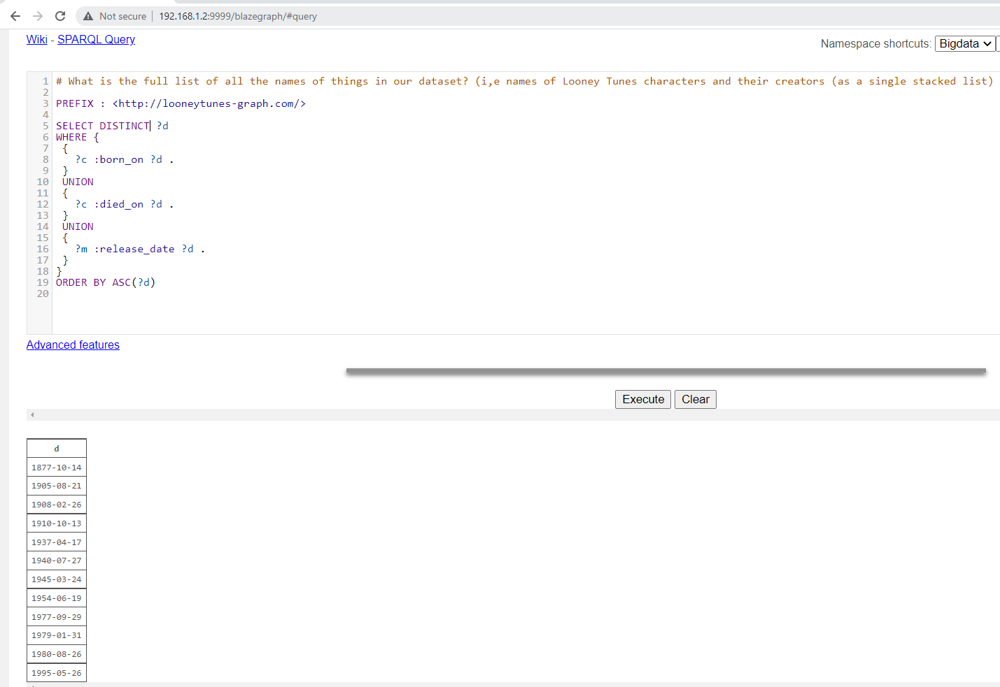 Not secure | 192.168.1.2:9999/blazegraph/#query
Wiki - SPARQL Query
Namespace shortcuts: Bigdata
1 # What is the full list of all the names of things in our dataset? (i,e names of Looney Tunes characters and their creators (as a single stacked list)
2
3 PREFIX : <http://looneytunes-graph.com/>
4
5 SELECT DISTINCT ?d
6 WHERE {
7 {
8 ?c :born_on ?d .
9 }
10 UNION
11 {
12 ?c :died_on ?d .
13 }
14 UNION
15 {
16 ?m :release_date ?d .
17 }
18 }
19 ORDER BY ASC(?d)
20
Advanced features
Execute Clear
d
1877-10-14
1905-08-21
1908-02-26
1910-10-13
1937-04-17
1940-07-27
1945-03-24
1954-06-19
1977-09-29
1979-01-31
1980-08-26
1995-05-26